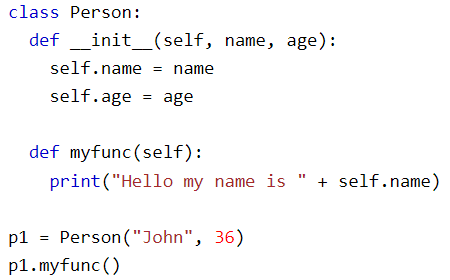 class Person:
  def __init__(self, name, age):
    self.name = name
    self.age = age

  def myfunc(self):
    print("Hello my name is " + self.name)

p1 = Person("John", 36)
p1.myfunc()